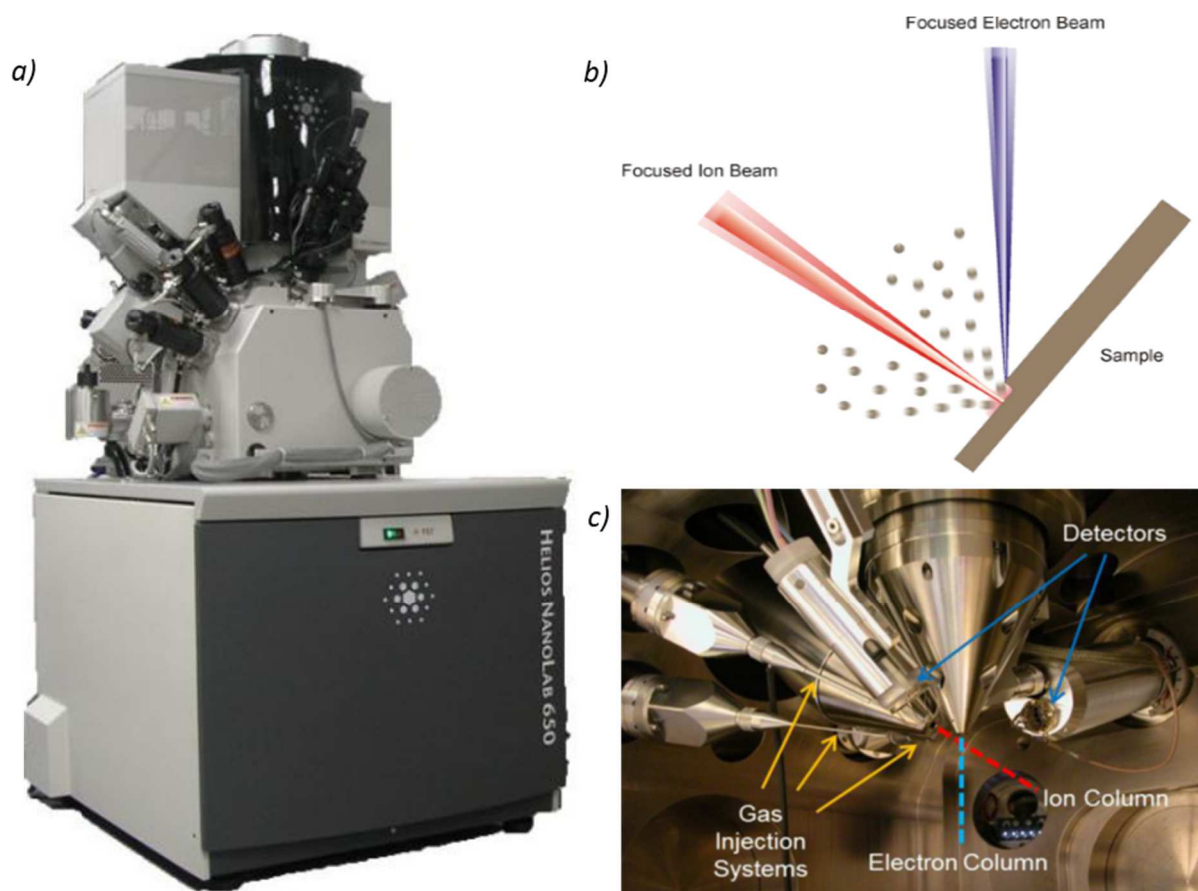 a)
b)
Focused Electron Beam
Focused Ion Beam
Sample
HELIOS NANOLAB 650
c)
Detectors
Gas
Injection
Systems
Ion Column
Electron Column